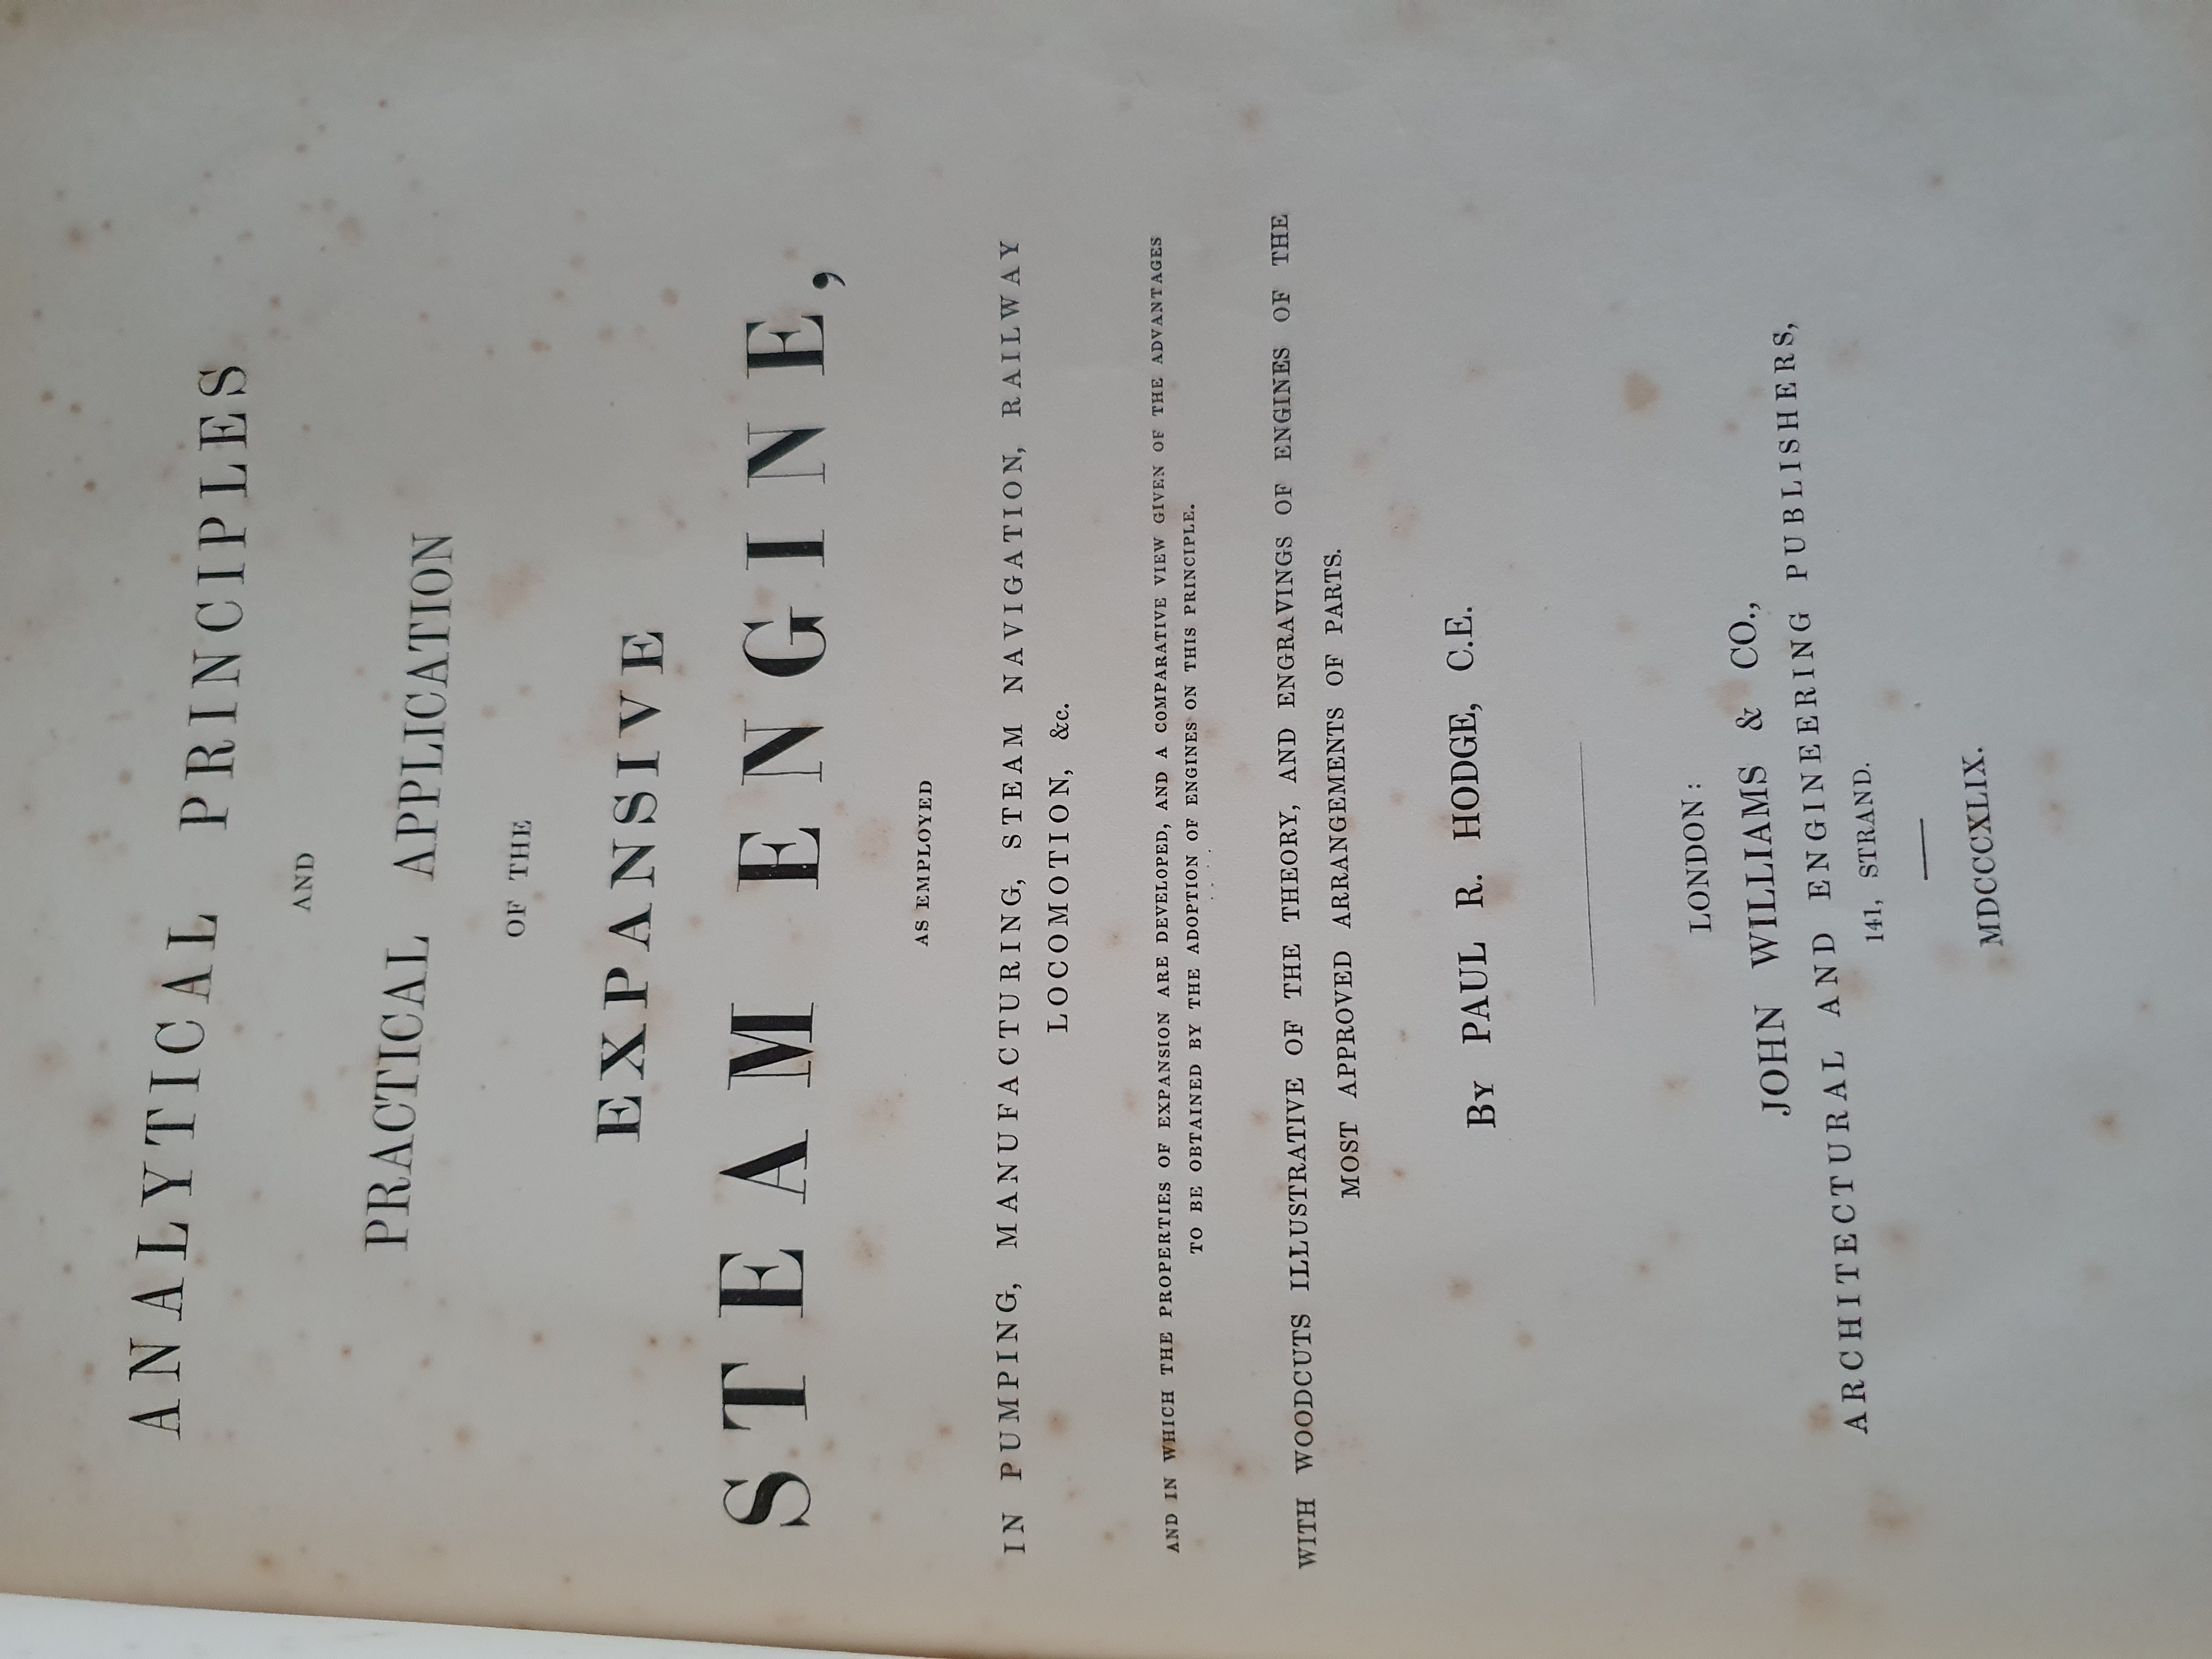 ANALYTICAL PRINCIPLES
AND
PRACTICAL APPLICATION
OF THE
EXPANSIVE
STEAM ENGINE,
AS EMPLOYED
IN PUMPING, MANUFACTURING, STEAM NAVIGATION, RAILWAY
LOCOMOTION, &c.
AND IN WHICH THE PROPERTIES OF EXPANSION ARE DEVELOPED, AND A COMPARATIVE VIEW GIVEN OF THE ADVANTAGES
TO BE OBTAINED BY THE ADOPTION OF ENGINES ON THIS PRINCIPLE.
WITH WOODCUTS ILLUSTRATIVE OF THE THEORY, AND ENGRAVINGS OF ENGINES OF THE
MOST APPROVED ARRANGEMENTS OF PARTS.
BY PAUL R. HODGE, C.E.
LONDON:
JOHN WILLIAMS & CO.,
ARCHITECTURAL AND ENGINEERING PUBLISHERS,
141, STRAND.
MDCCCXLIX.